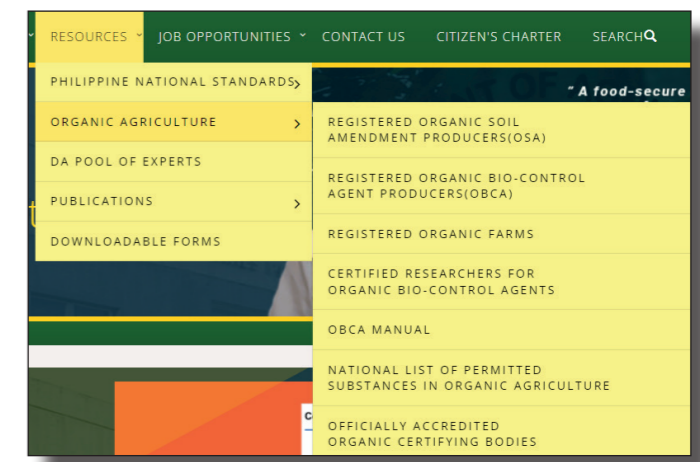 RESOURCES JOB OPPORTUNITIES CONTACT US CITIZEN'S CHARTER SEARCH
PHILIPPINE NATIONAL STANDARDS
" A food-secure
ORGANIC AGRICULTURE
DA POOL OF EXPERTS
PUBLICATIONS
DOWNLOADABLE FORMS
REGISTERED ORGANIC SOIL
AMENDMENT PRODUCERS(OSA)
REGISTERED ORGANIC BIO-CONTROL
AGENT PRODUCERS(OBCA)
REGISTERED ORGANIC FARMS
CERTIFIED RESEARCHERS FOR
ORGANIC BIO-CONTROL AGENTS
OBCA MANUAL
NATIONAL LIST OF PERMITTED
SUBSTANCES IN ORGANIC AGRICULTURE
OFFICIALLY ACCREDITED
ORGANIC CERTIFYING BODIES